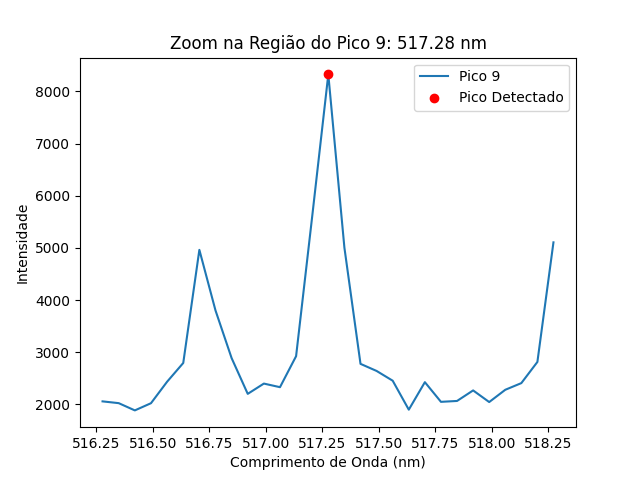 Zoom na Região do Pico 9: 517.28 nm
Pico 9
Pico Detectado
8000
7000
6000
5000
4000
3000
2000
Intensidade
516.25 516.50 516.75 517.00 517.25 517.50 517.75 518.00 518.25
Comprimento de Onda (nm)